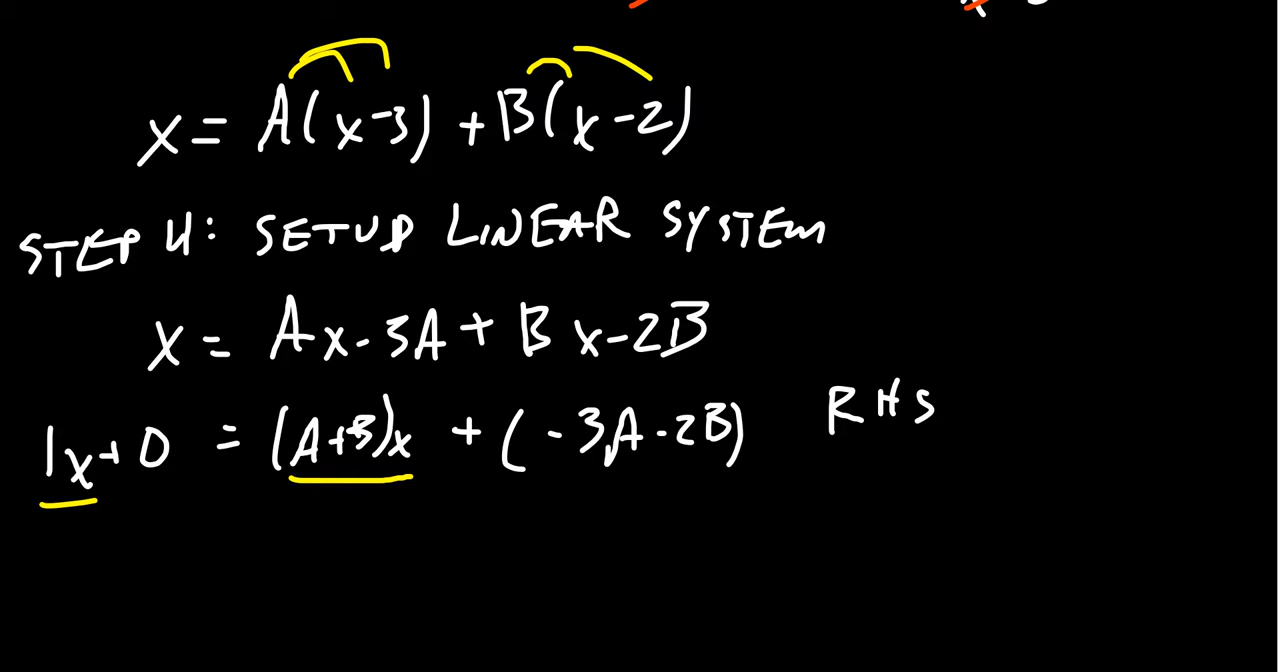 x = A(x-3) + B(x-2)
STEP 4: SETUP LINEAR SYSTEM
x = Ax - 3A + Bx - 2B
1x + 0 = (A+B)x + (-3A - 2B) RHS